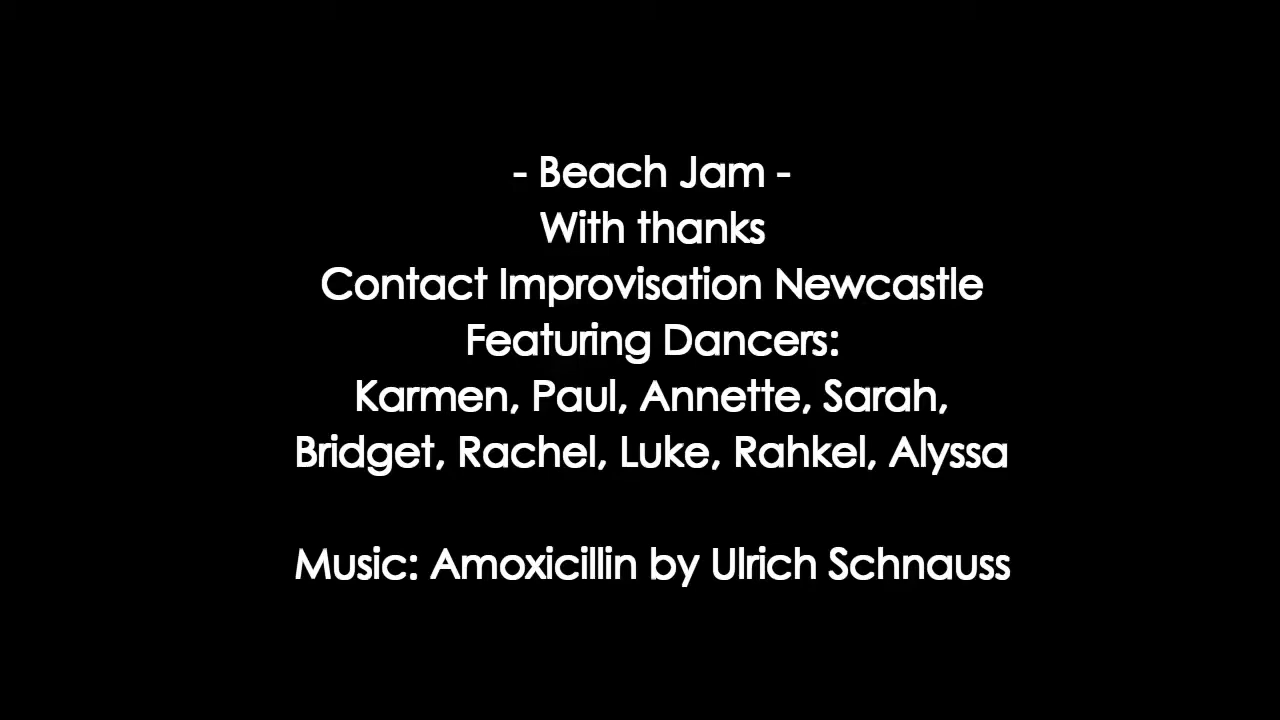 - Beach Jam -
With thanks
Contact Improvisation Newcastle
Featuring Dancers:
Karmen, Paul, Annette, Sarah,
Bridget, Rachel, Luke, Rahkel, Alyssa
Music: Amoxicillin by Ulrich Schnauss